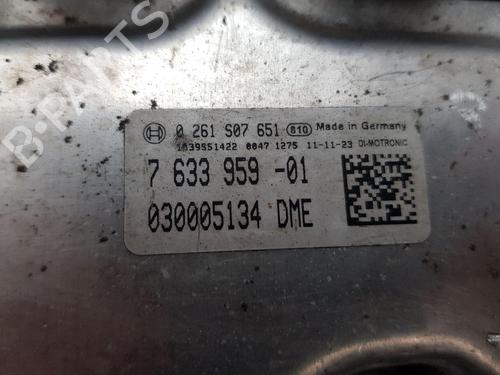 B-PARTS
0 261 S07 651 810 Made in Germany
1039S51422 0047 1275 11-11-23 DI-MOTRONIC
7 633 959 -01
030005134 DME